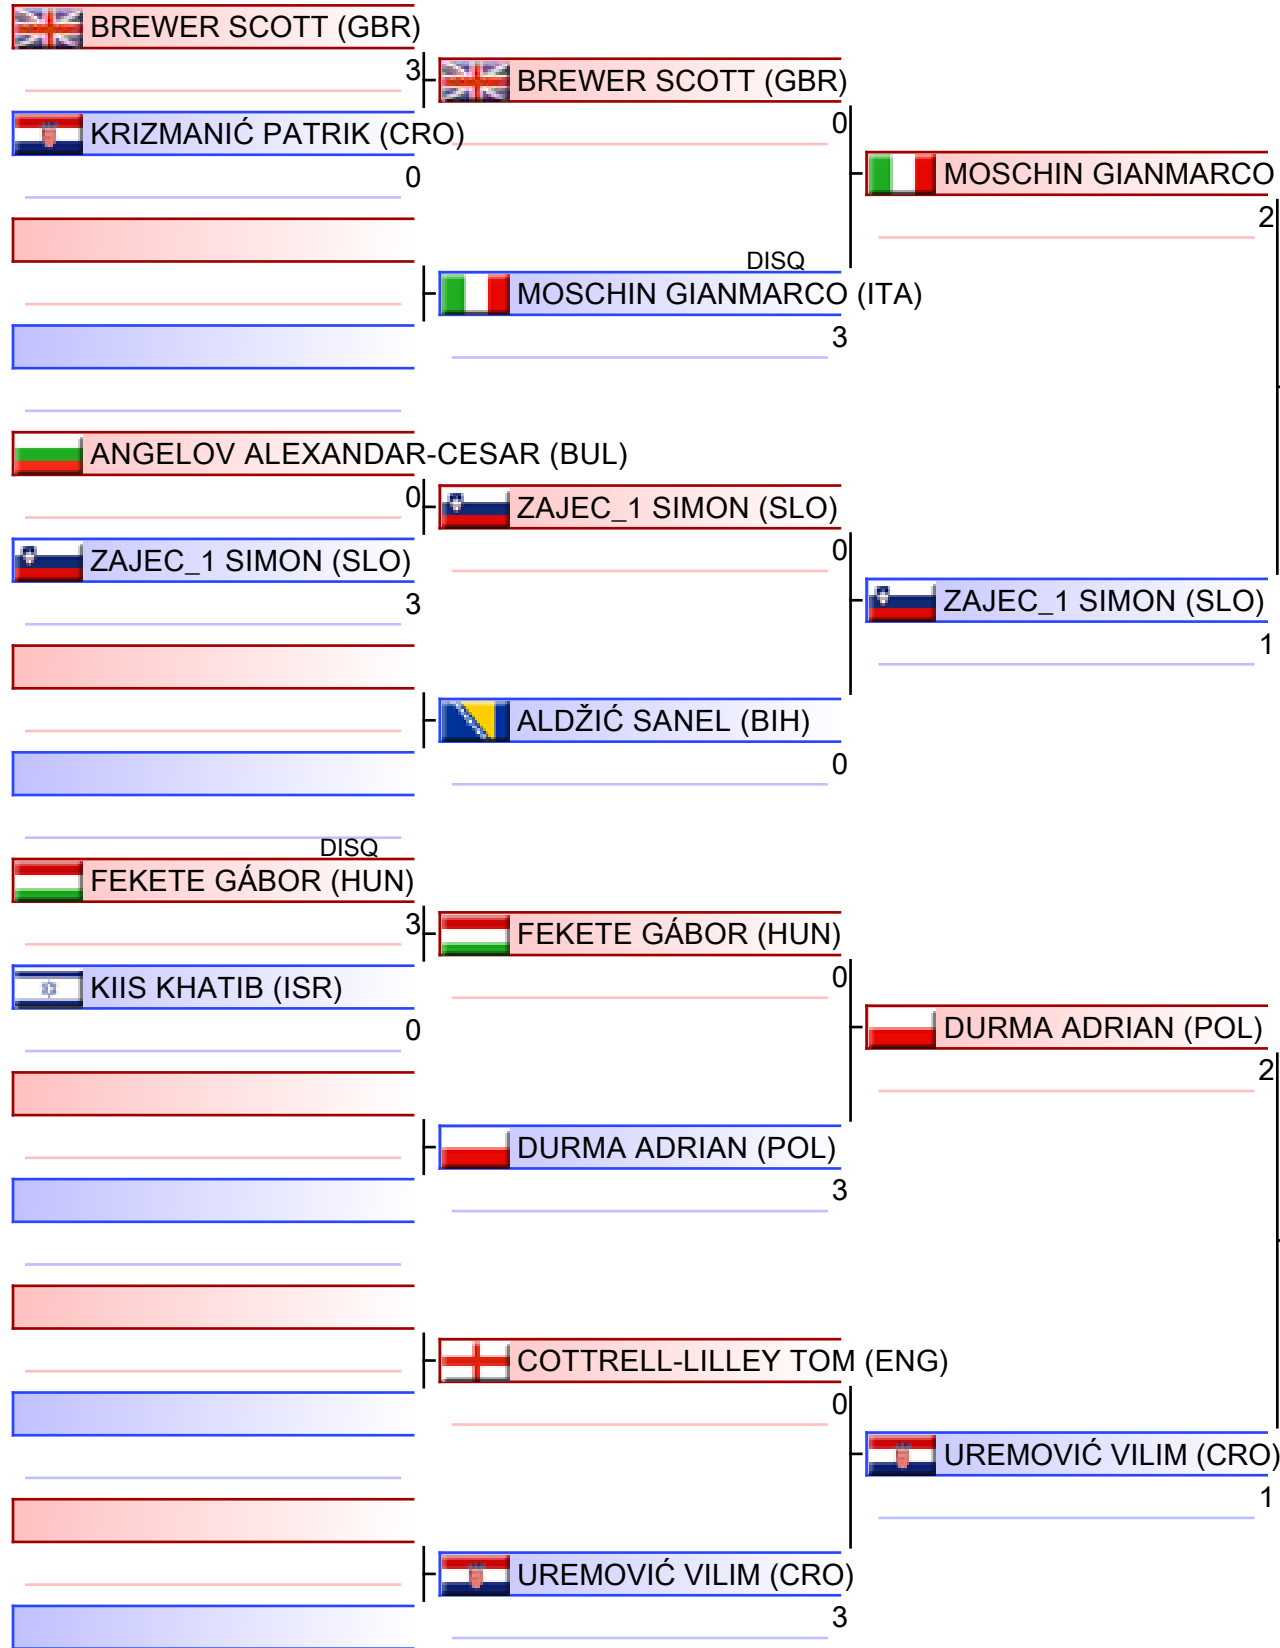 BREWER SCOTT (GBR)
3
BREWER SCOTT (GBR)
0
KRIZMANIĆ PATRIK (CRO)
0
MOSCHIN GIANMARCO
2
DISQ
MOSCHIN GIANMARCO (ITA)
3
ANGELOV ALEXANDAR-CESAR (BUL)
0
ZAJEC_1 SIMON (SLO)
0
ZAJEC_1 SIMON (SLO)
3
ZAJEC_1 SIMON (SLO)
1
ALDŽIĆ SANEL (BIH)
0
DISQ
FEKETE GÁBOR (HUN)
3
FEKETE GÁBOR (HUN)
0
KIIS KHATIB (ISR)
0
DURMA ADRIAN (POL)
2
DURMA ADRIAN (POL)
3
COTTRELL-LILLEY TOM (ENG)
0
UREMOVIĆ VILIM (CRO)
1
UREMOVIĆ VILIM (CRO)
3